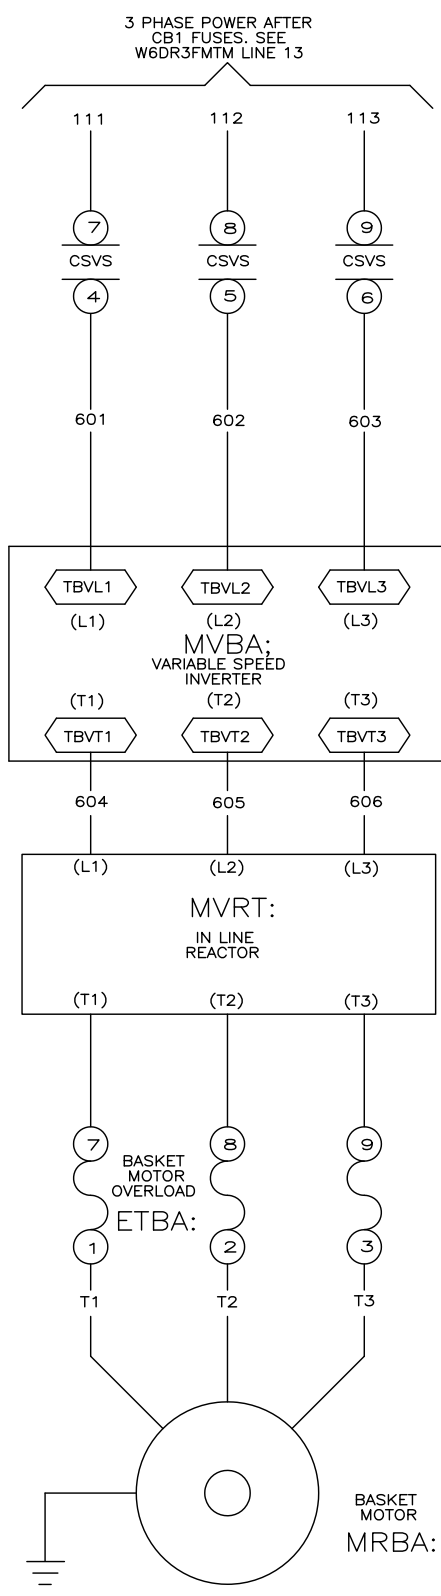 3 PHASE POWER AFTER
CB1 FUSES. SEE
W6DR3FMTM LINE 13
111 112 113
7 8 9
CSVS CSVS CSVS
4 5 6
601 602 603
TBVL1 TBVL2 TBVL3
(L1) (L2) (L3)
MVBA;
VARIABLE SPEED
INVERTER
(T1) (T2) (T3)
TBVT1 TBVT2 TBVT3
604 605 606
(L1) (L2) (L3)
MVRT:
IN LINE
REACTOR
(T1) (T2) (T3)
7 8 9
BASKET
MOTOR
OVERLOAD
ETBA:
1 2 3
T1 T2 T3
BASKET
MOTOR
MRBA: